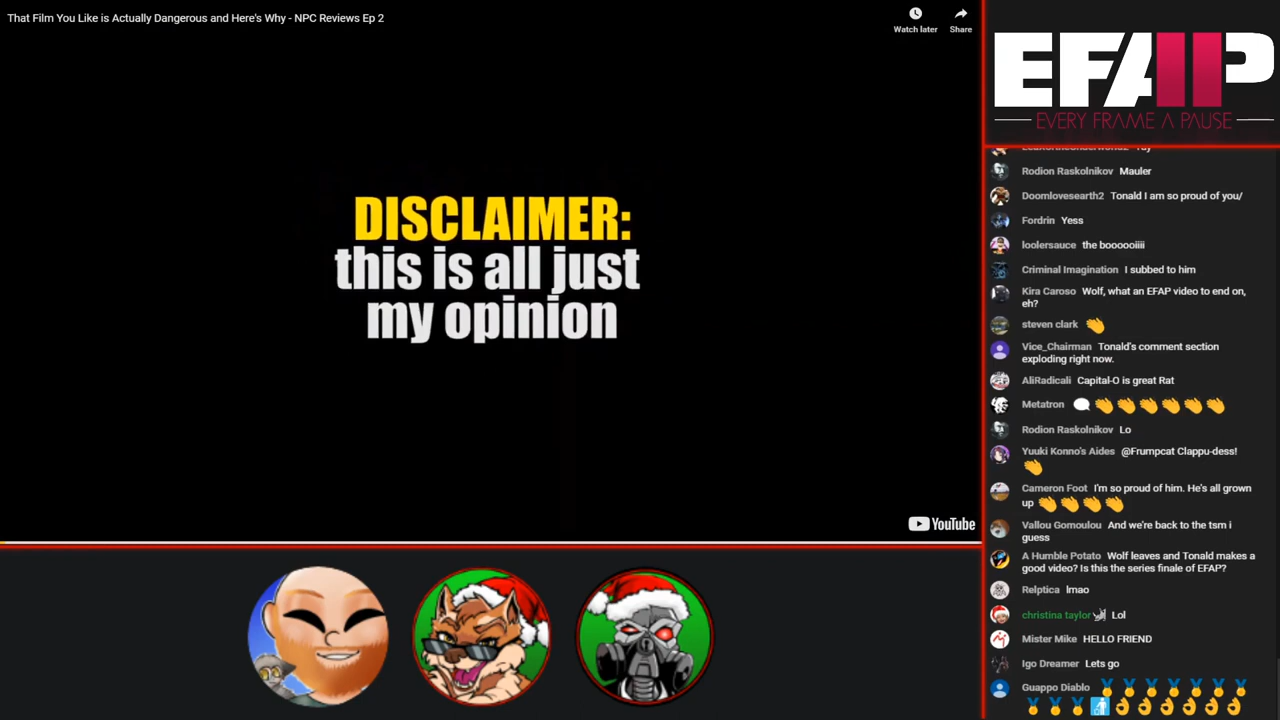 That Film You Like is Actually Dangerous and Here's Why - NPC Reviews Ep 2
Watch later
Share
DISCLAIMER:
this is all just
my opinion
YouTube
EFAP
EVERY FRAME A PAUSE
Rodion Raskolnikov Mauler
Doomlovesearth2 Tonald I am so proud of you/
Fordrin Yess
loolersauce the boooooiiii
Criminal Imagination I subbed to him
Kira Caroso Wolf, what an EFAP video to end on,
eh?
steven clark 👏
Vice_Chairman Tonald's comment section
exploding right now.
AliRadicali Capital-O is great Rat
Metatron 🗨👏👏👏👏👏👏
Rodion Raskolnikov Lo
Yuuki Konno's Aides @Frumpcat Clappu-dess!
👏
Cameron Foot I'm so proud of him. He's all grown
up 👏👏👏👏
Vallou Gomoulou And we're back to the tsm i
guess
A Humble Potato Wolf leaves and Tonald makes a
good video? Is this the series finale of EFAP?
Relptica lmao
christina taylor Lol
Mister Mike HELLO FRIEND
Igo Dreamer Lets go
Guappo Diablo 🏅🏅🏅🏅🏅🏅🏅
🏅🏅🏅🚮👌👌👌👌👌👌